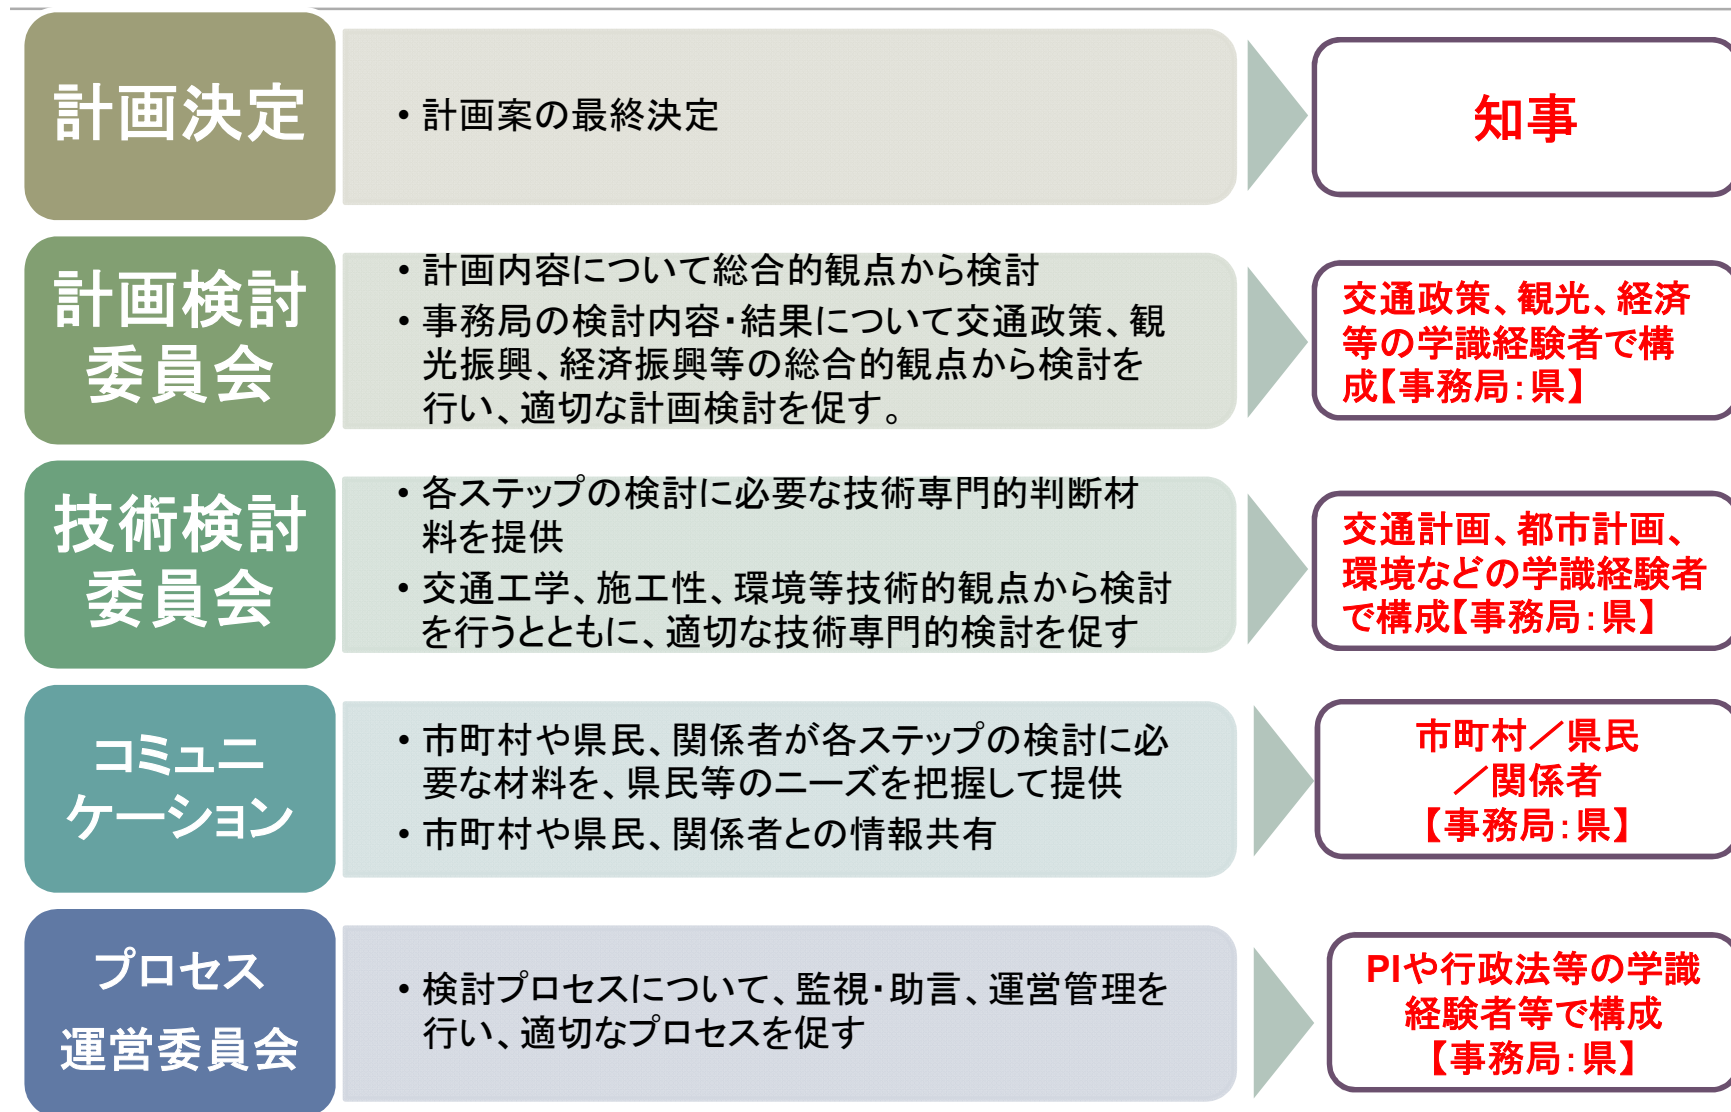 計画決定
・計画案の最終決定
知事
計画検討
委員会
・計画内容について総合的観点から検討
・事務局の検討内容・結果について交通政策、観
光振興、経済振興等の総合的観点から検討を
行い、適切な計画検討を促す。
交通政策、観光、経済
等の学識経験者で構
成【事務局：県】
技術検討
委員会
・各ステップの検討に必要な技術専門的判断材
料を提供
・交通工学、施工性、環境等技術的観点から検討
を行うとともに、適切な技術専門的検討を促す
交通計画、都市計画、
環境などの学識経験者
で構成【事務局：県】
コミュニ
ケーション
・市町村や県民、関係者が各ステップの検討に必
要な材料を、県民等のニーズを把握して提供
・市町村や県民、関係者との情報共有
市町村／県民
／関係者
【事務局：県】
プロセス
運営委員会
・検討プロセスについて、監視・助言、運営管理を
行い、適切なプロセスを促す
PIや行政法等の学識
経験者等で構成
【事務局：県】